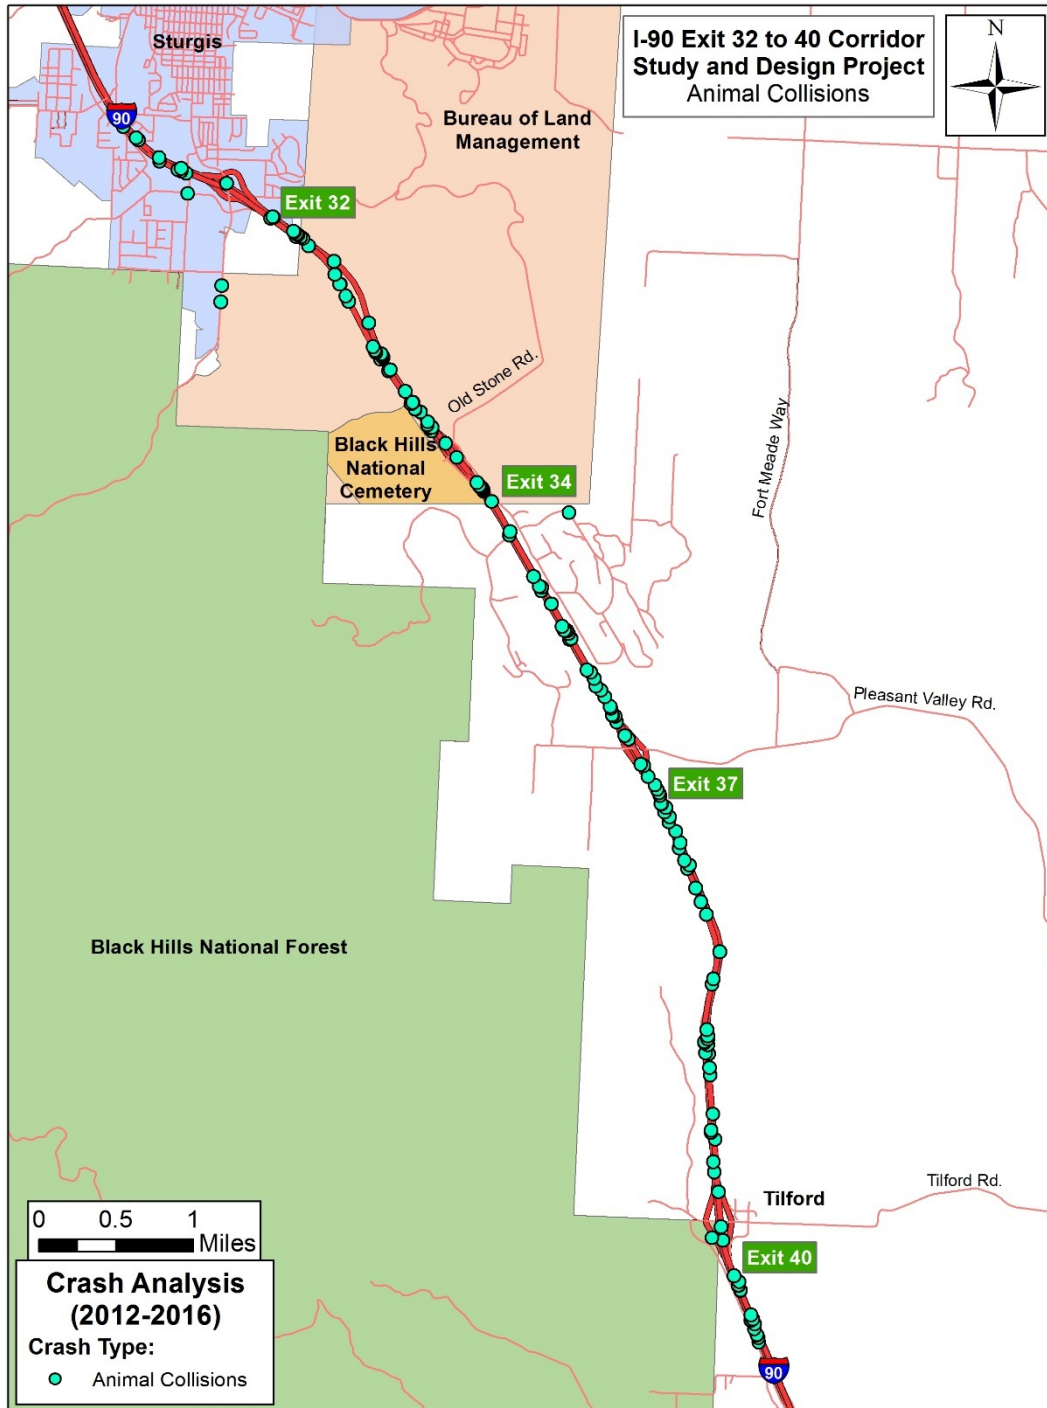 Sturgis
I-90 Exit 32 to 40 Corridor
Study and Design Project
Animal Collisions
N
90
Bureau of Land
Management
Exit 32
Old Stone Rd.
Fort Meade Way
Black Hills
National
Cemetery
Exit 34
Pleasant Valley Rd.
Exit 37
Black Hills National Forest
Tilford
Tilford Rd.
Exit 40
0 0.5 1
Miles
Crash Analysis
(2012-2016)
Crash Type:
Animal Collisions
90